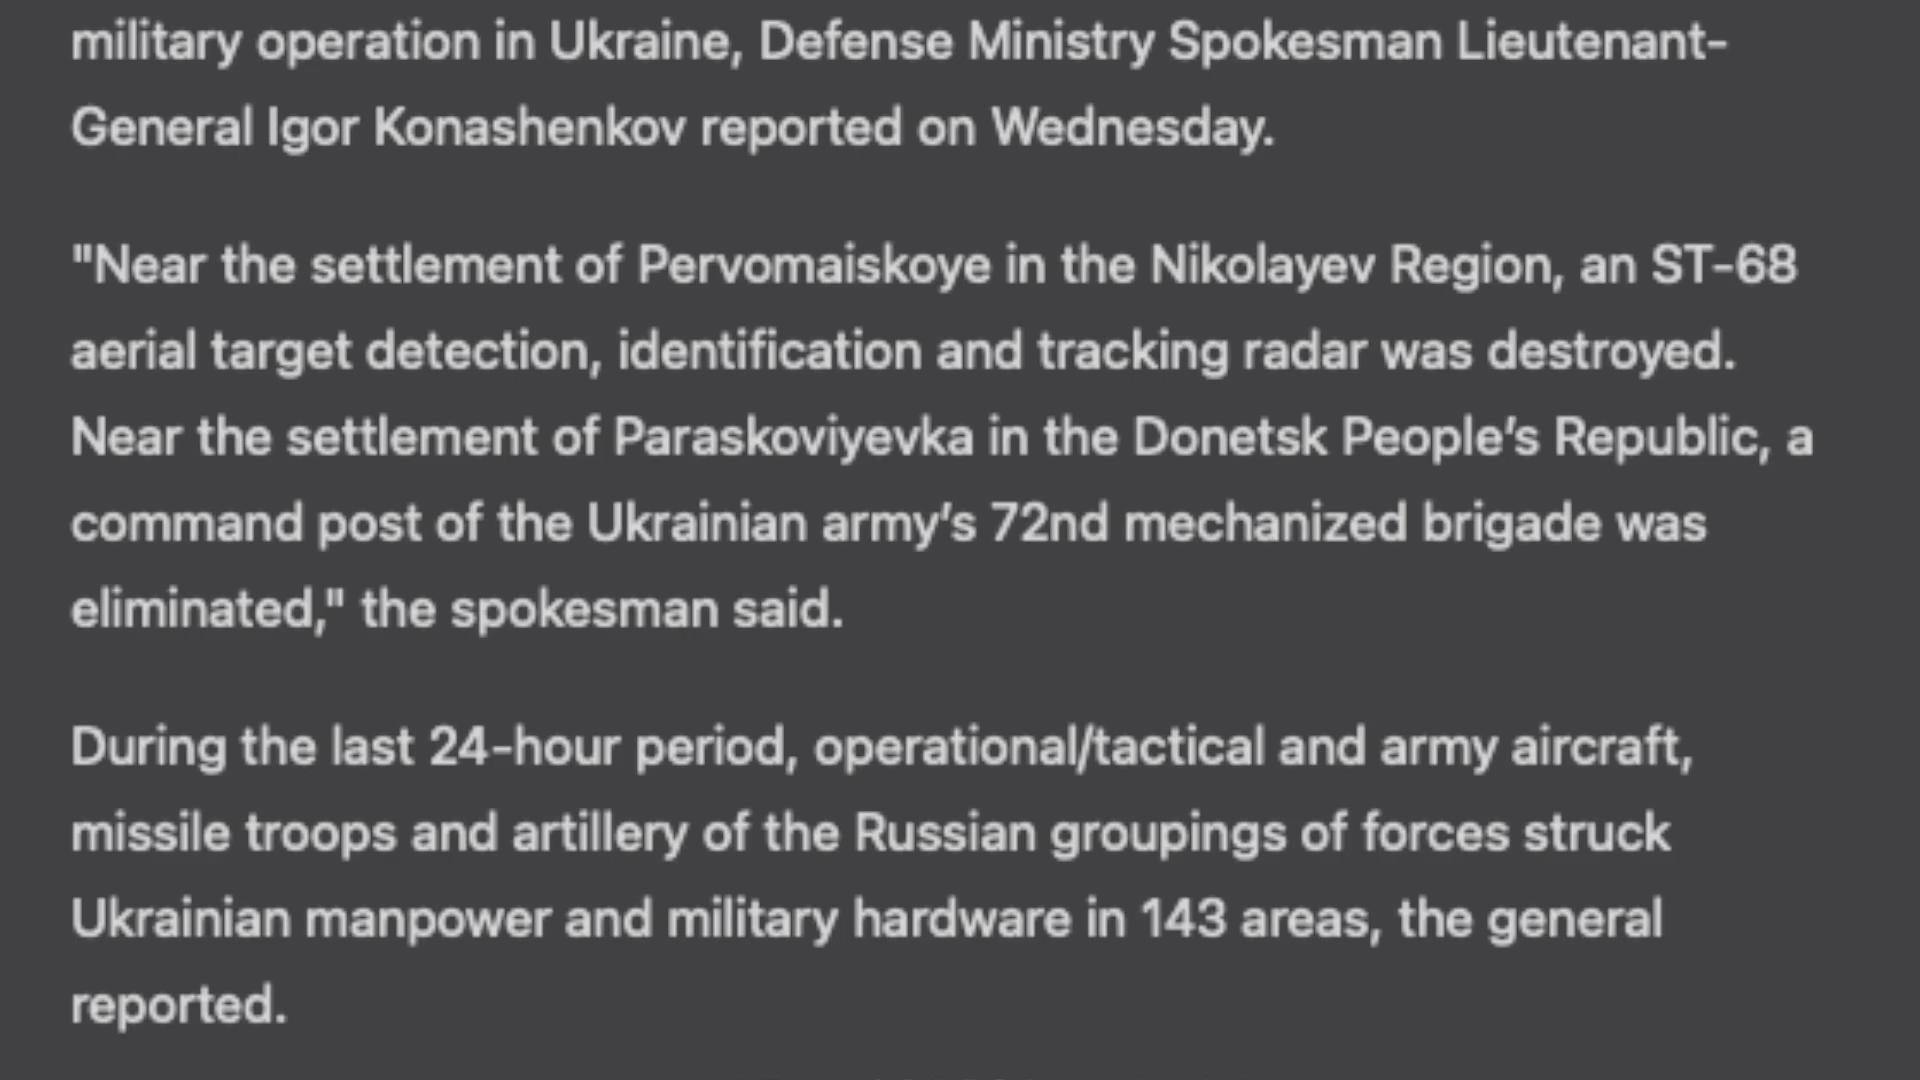 military operation in Ukraine, Defense Ministry Spokesman Lieutenant-
General Igor Konashenkov reported on Wednesday.
"Near the settlement of Pervomaiskoye in the Nikolayev Region, an ST-68
aerial target detection, identification and tracking radar was destroyed.
Near the settlement of Paraskoviyevka in the Donetsk People’s Republic, a
command post of the Ukrainian army’s 72nd mechanized brigade was
eliminated," the spokesman said.
During the last 24-hour period, operational/tactical and army aircraft,
missile troops and artillery of the Russian groupings of forces struck
Ukrainian manpower and military hardware in 143 areas, the general
reported.